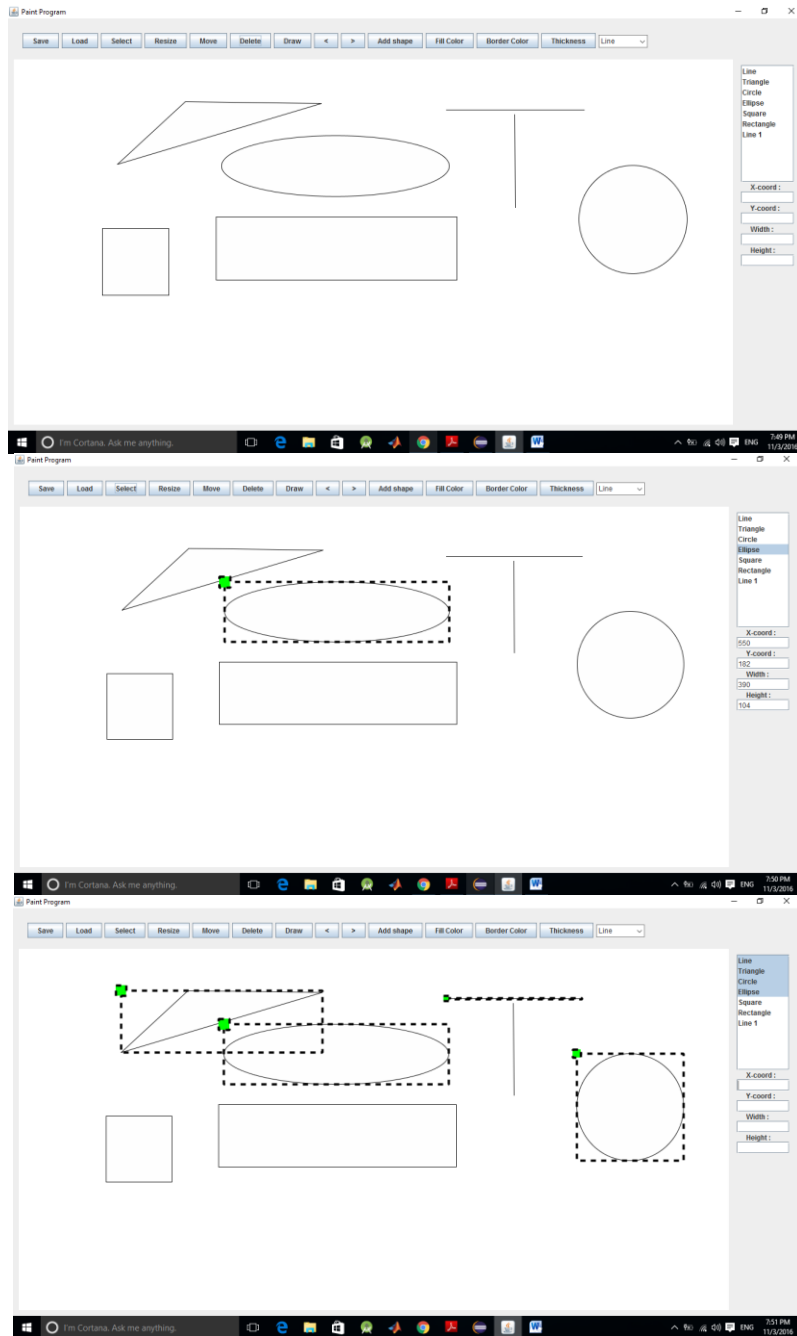 Paint Program
Save Load Select Resize Move Delete Draw < > Add shape Fill Color Border Color Thickness Line
Line
Triangle
Circle
Ellipse
Square
Rectangle
Line 1
X-coord :
Y-coord :
Width :
Height :
I'm Cortana. Ask me anything.
ENG 7:49 PM
11/3/2016
Paint Program
Save Load Select Resize Move Delete Draw < > Add shape Fill Color Border Color Thickness Line
Line
Triangle
Circle
Ellipse
Square
Rectangle
Line 1
X-coord :
550
Y-coord :
182
Width :
390
Height :
104
I'm Cortana. Ask me anything.
ENG 7:50 PM
11/3/2016
Paint Program
Save Load Select Resize Move Delete Draw < > Add shape Fill Color Border Color Thickness Line
Line
Triangle
Circle
Ellipse
Square
Rectangle
Line 1
X-coord :
Y-coord :
Width :
Height :
I'm Cortana. Ask me anything.
ENG 7:51 PM
11/3/2016